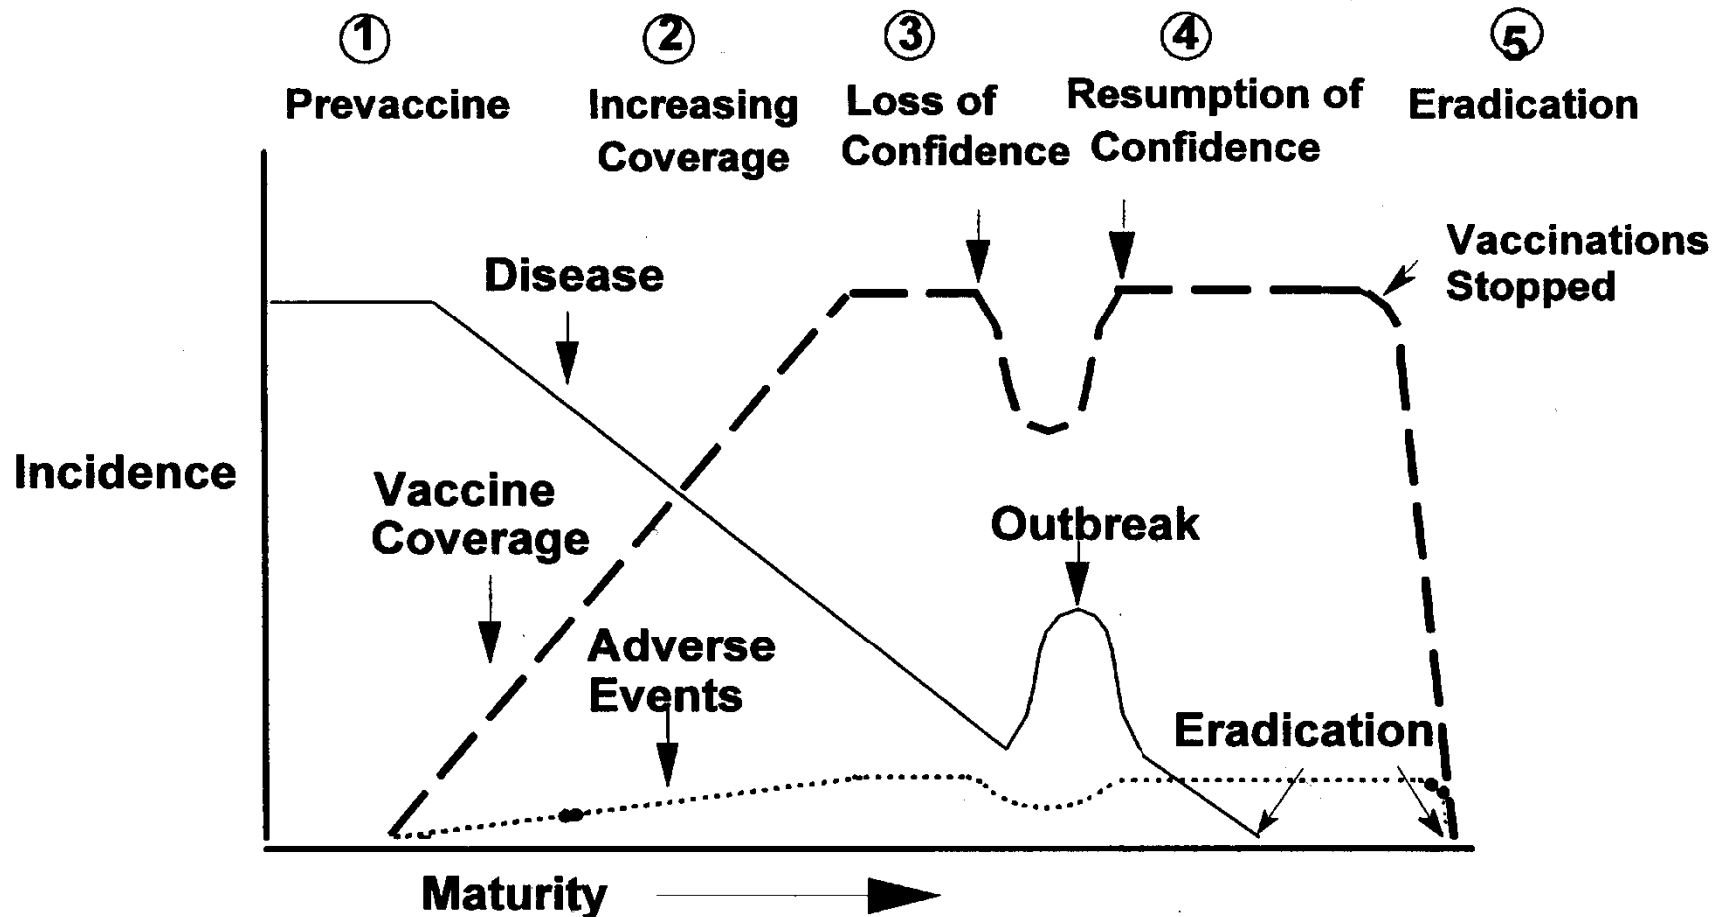 ① ② ③ ④ ⑤
Prevaccine
Increasing
Coverage
Loss of
Confidence
Resumption of
Confidence
Eradication
Vaccinations
Stopped
Disease
Incidence
Vaccine
Coverage
Outbreak
Adverse
Events
Eradication
Maturity